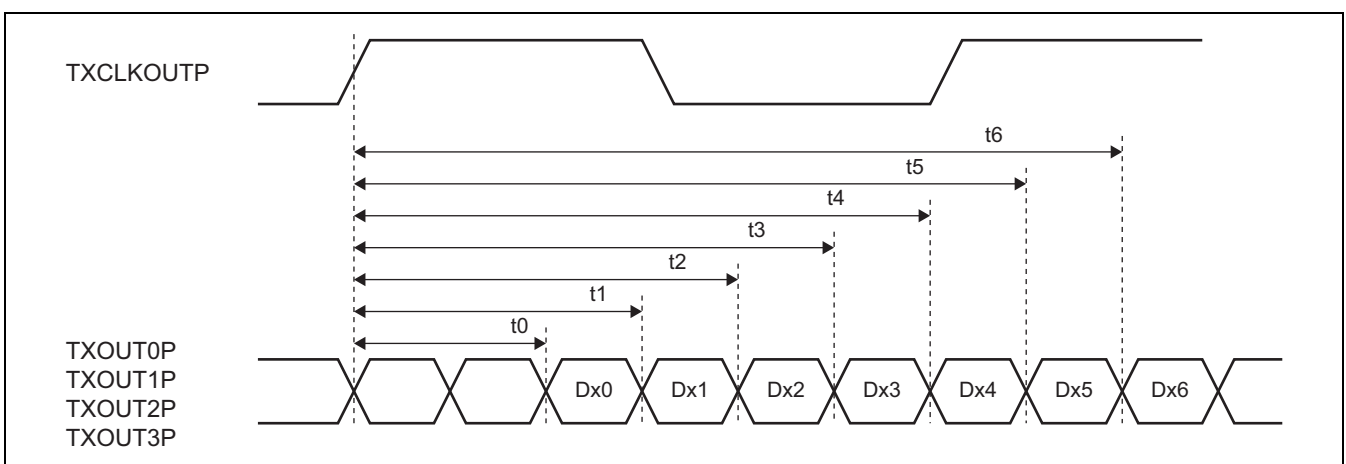 TXCLKOUTP
t6
t5
t4
t3
t2
t1
t0
TXOUT0P
TXOUT1P
TXOUT2P
TXOUT3P
Dx0 Dx1 Dx2 Dx3 Dx4 Dx5 Dx6